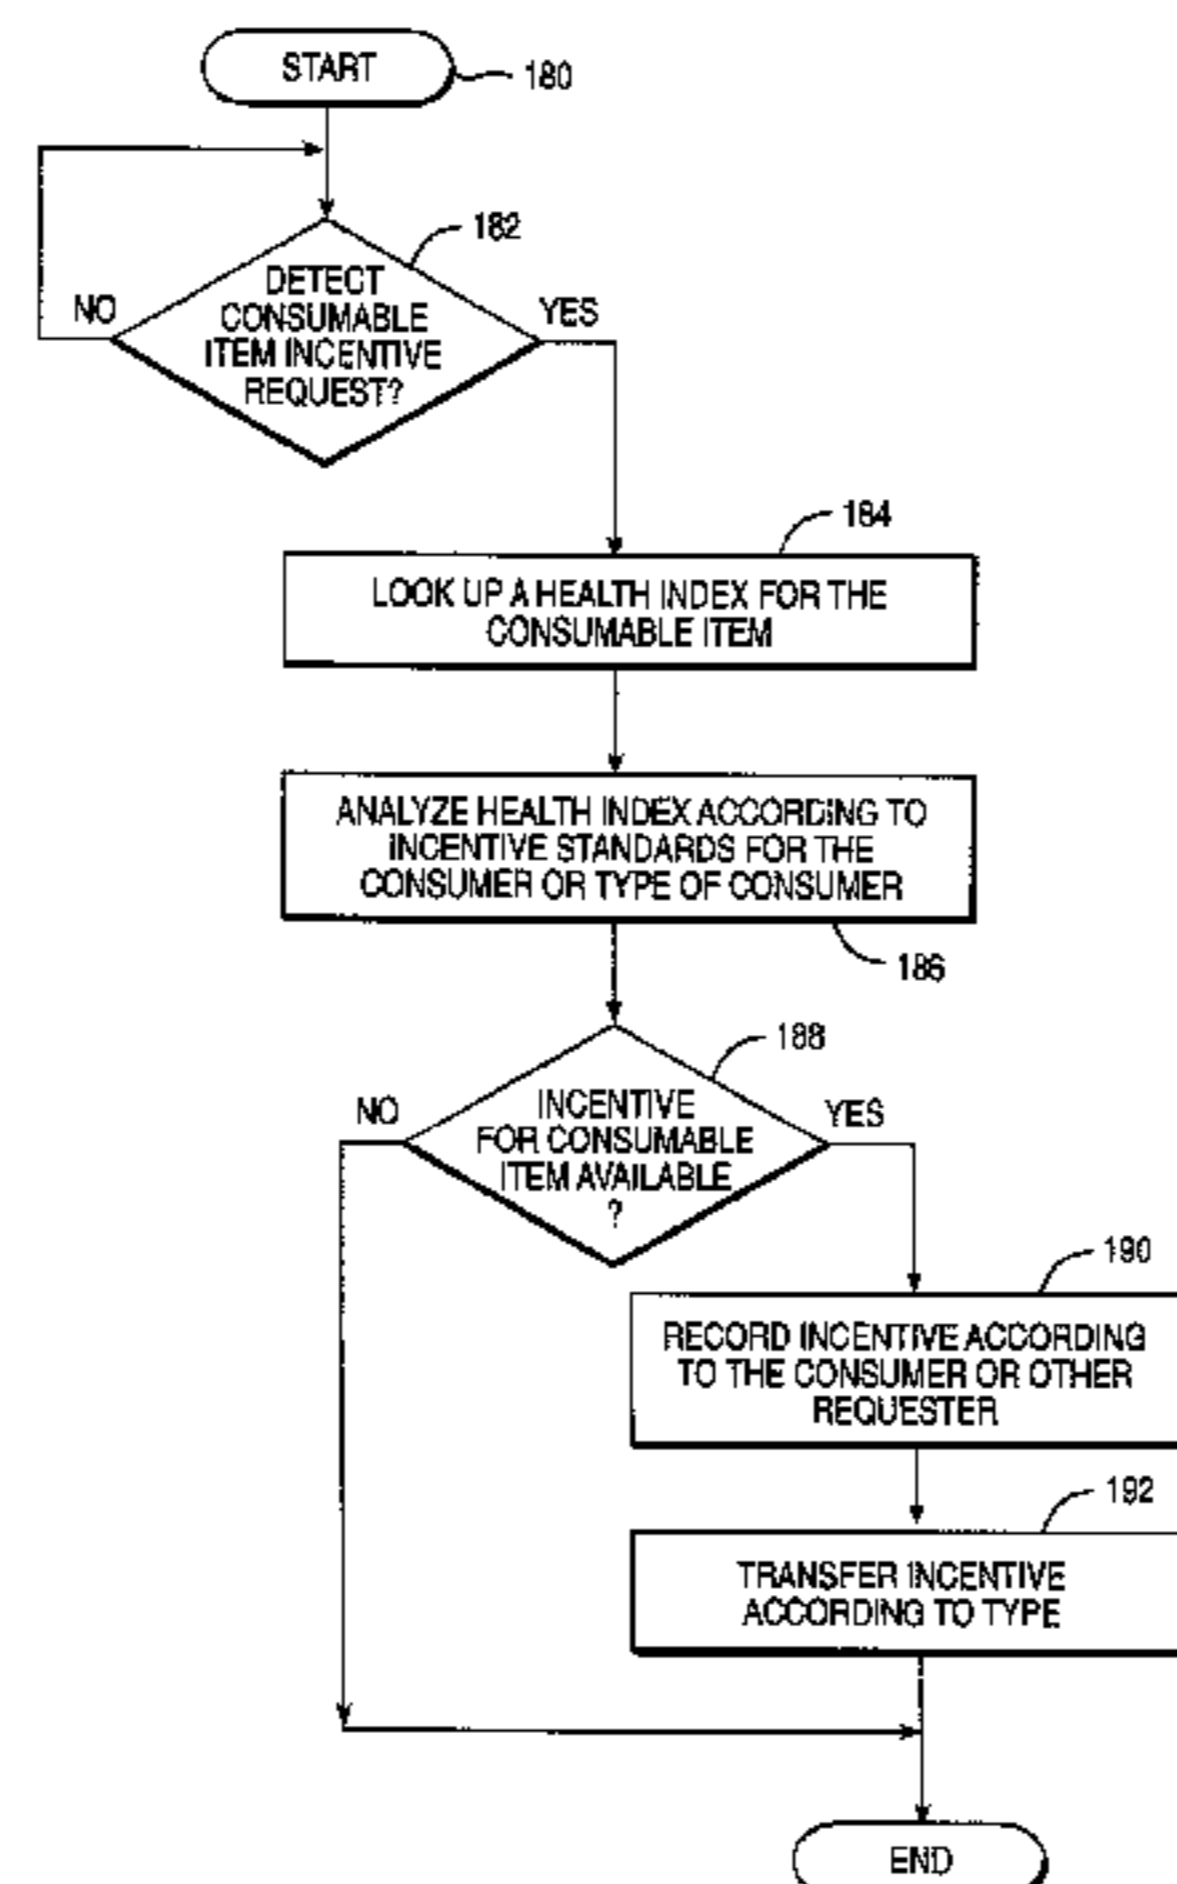 START
180
182
DETECT
CONSUMABLE
ITEM INCENTIVE
REQUEST?
NO
YES
184
LOOK UP A HEALTH INDEX FOR THE
CONSUMABLE ITEM
ANALYZE HEALTH INDEX ACCORDING TO
INCENTIVE STANDARDS FOR THE
CONSUMER OR TYPE OF CONSUMER
186
188
INCENTIVE
FOR CONSUMABLE
ITEM AVAILABLE
?
NO
YES
190
RECORD INCENTIVE ACCORDING
TO THE CONSUMER OR OTHER
REQUESTER
192
TRANSFER INCENTIVE
ACCORDING TO TYPE
END